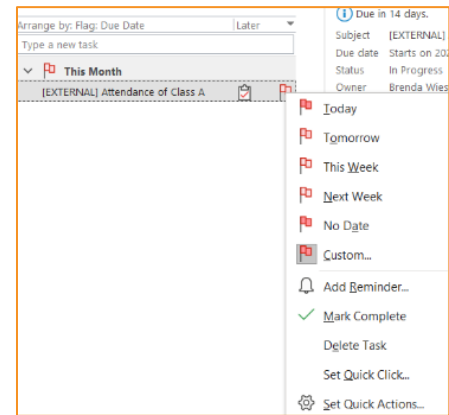 Arrange by: Flag: Due Date Later
Type a new task
This Month
[EXTERNAL] Attendance of Class A
Due in 14 days.
Subject [EXTERNAL]
Due date Starts on 202
Status In Progress
Owner Brenda Wies
Today
Tomorrow
This Week
Next Week
No Date
Custom...
Add Reminder...
Mark Complete
Delete Task
Set Quick Click...
Set Quick Actions...